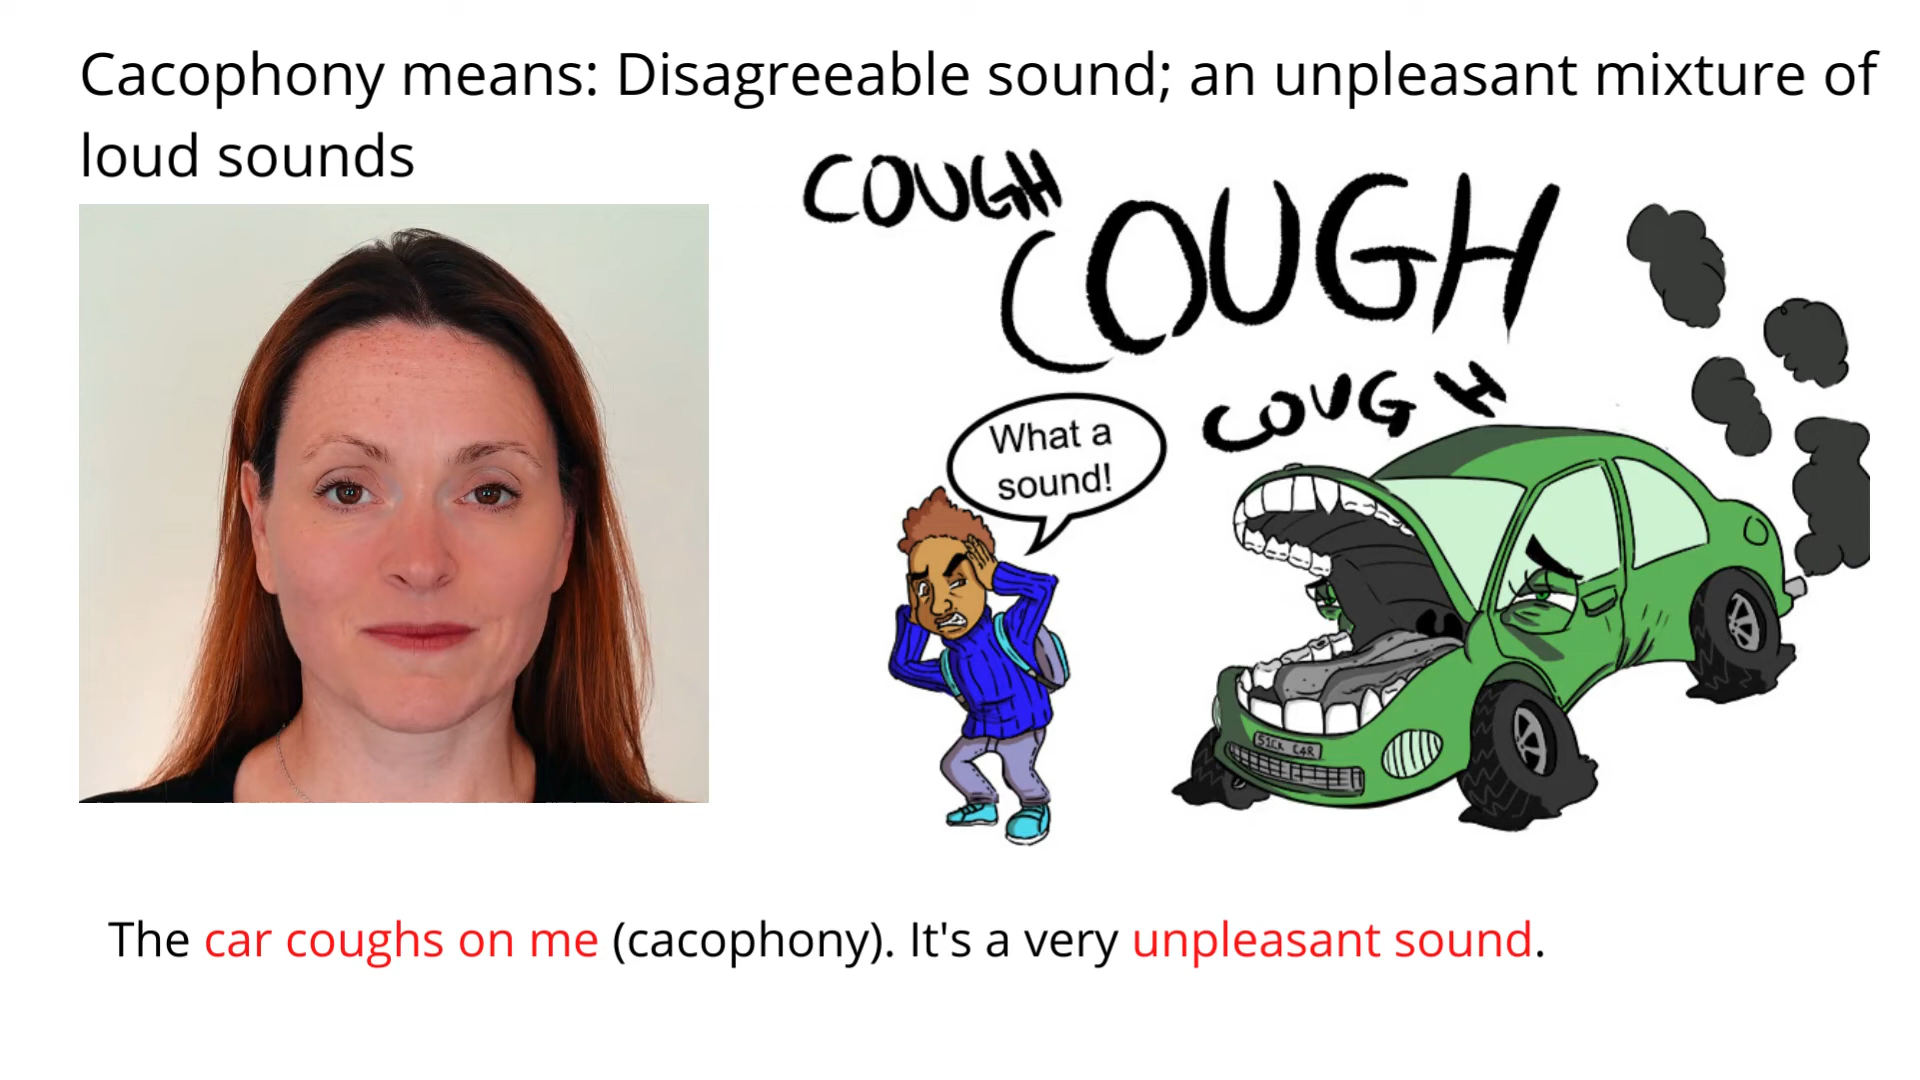 Cacophony means: Disagreeable sound; an unpleasant mixture of
loud sounds
COUGH
COUGH
COUGH
What a
sound!
SICK CAR
The car coughs on me (cacophony). It's a very unpleasant sound.